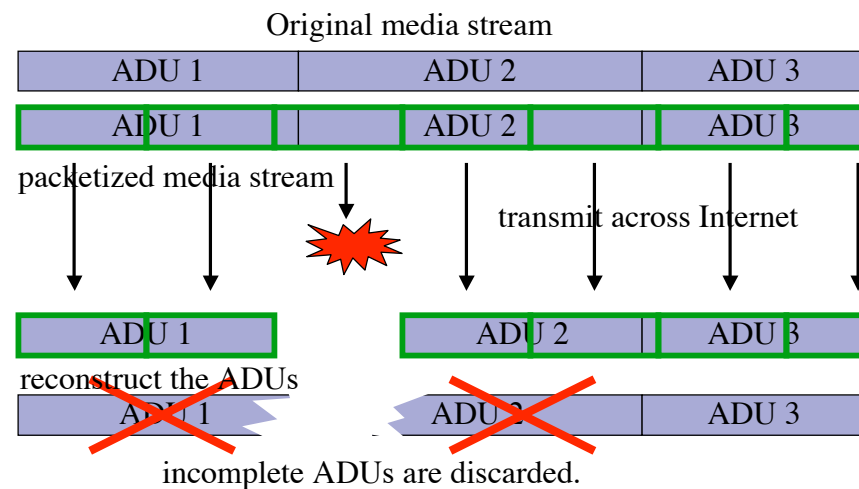 Original media stream
ADU 1 ADU 2 ADU 3
ADU 1 ADU 2 ADU 3
packetized media stream
transmit across Internet
ADU 1 ADU 2 ADU 3
reconstruct the ADUs
ADU 1 ADU 2 ADU 3
incomplete ADUs are discarded.